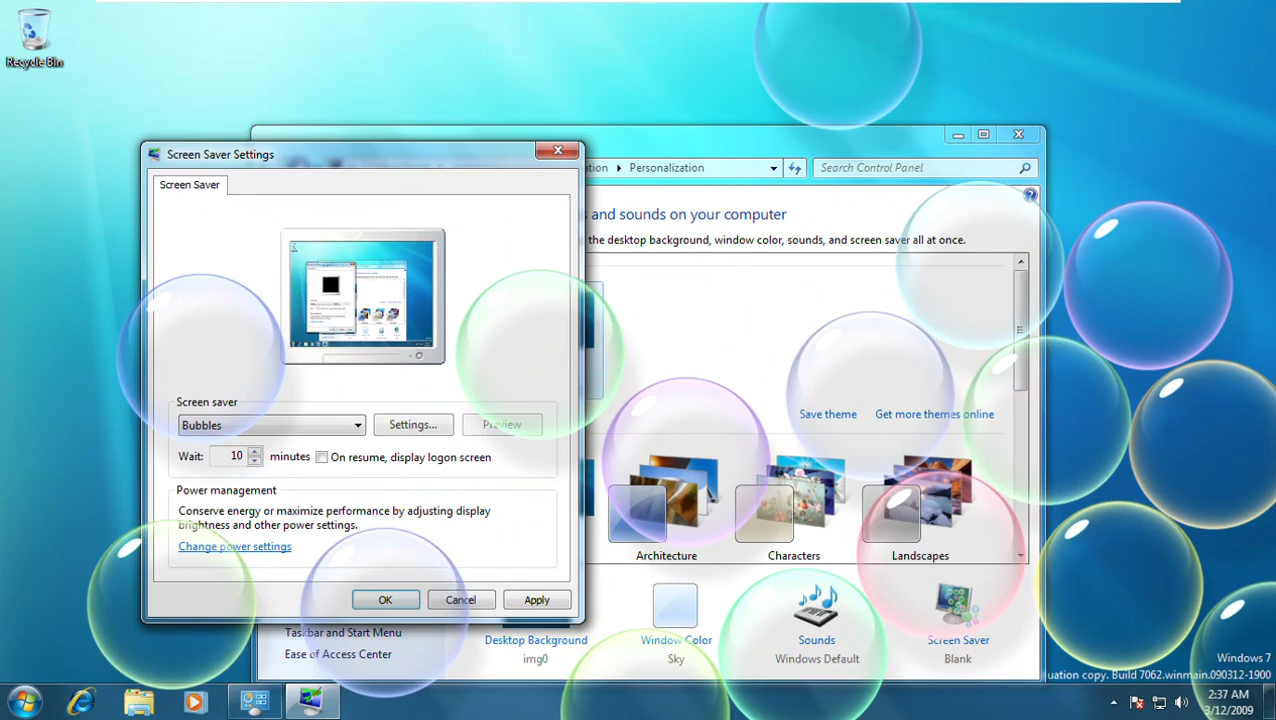 Recycle Bin
Screen Saver Settings
Screen Saver
Screen saver
Bubbles
Settings...
Preview
Wait:
10
minutes
On resume, display logon screen
Power management
Conserve energy or maximize performance by adjusting display
brightness and other power settings.
Change power settings
OK
Cancel
Apply
Personalization
Search Control Panel
and sounds on your computer
the desktop background, window color, sounds, and screen saver all at once.
Save theme
Get more themes online
Architecture
Characters
Landscapes
Taskbar and Start Menu
Ease of Access Center
Desktop Background
img0
Window Color
Sky
Sounds
Windows Default
Screen Saver
Blank
Windows 7
uation copy. Build 7062.winmain.090312-1900
2:37 AM
3/12/2009